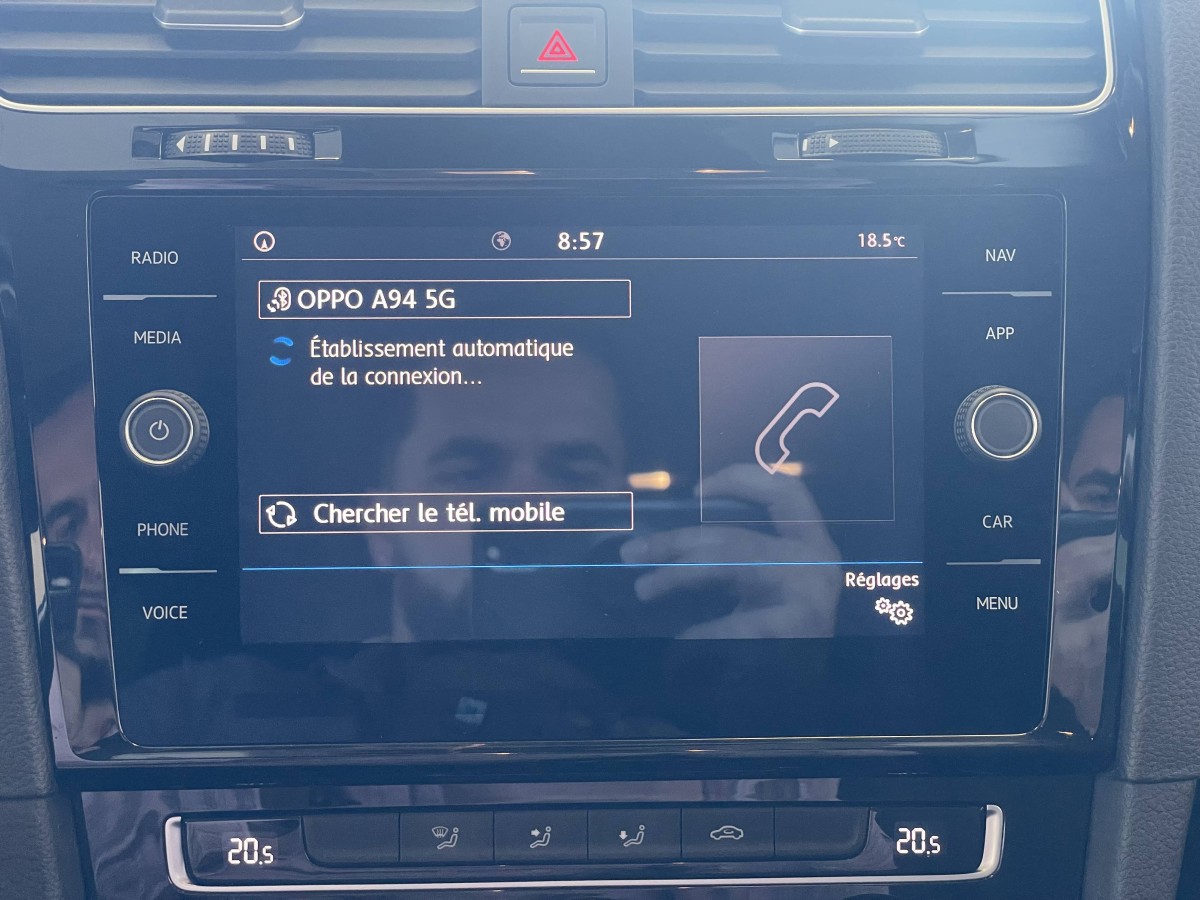 8:57
18.5°C
RADIO
NAV
OPPO A94 5G
MEDIA
APP
Établissement automatique
de la connexion...
Chercher le tél. mobile
PHONE
CAR
Réglages
VOICE
MENU
20.5
20.5